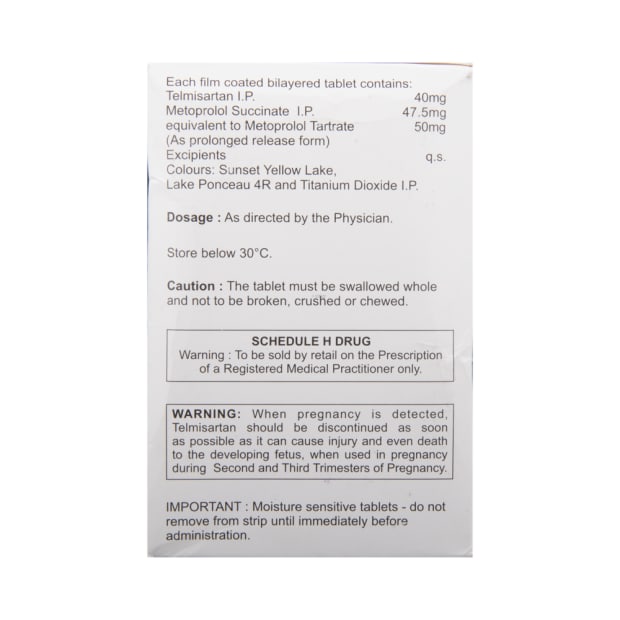 Each film coated bilayered tablet contains:
Telmisartan I.P. 40mg
Metoprolol Succinate I.P. 47.5mg
equivalent to Metoprolol Tartrate 50mg
(As prolonged release form)
Excipients q.s.
Colours: Sunset Yellow Lake,
Lake Ponceau 4R and Titanium Dioxide I.P.
Dosage : As directed by the Physician.
Store below 30°C.
Caution : The tablet must be swallowed whole
and not to be broken, crushed or chewed.
SCHEDULE H DRUG
Warning : To be sold by retail on the Prescription
of a Registered Medical Practitioner only.
WARNING: When pregnancy is detected,
Telmisartan should be discontinued as soon
as possible as it can cause injury and even death
to the developing fetus, when used in pregnancy
during Second and Third Trimesters of Pregnancy.
IMPORTANT : Moisture sensitive tablets - do not
remove from strip until immediately before
administration.